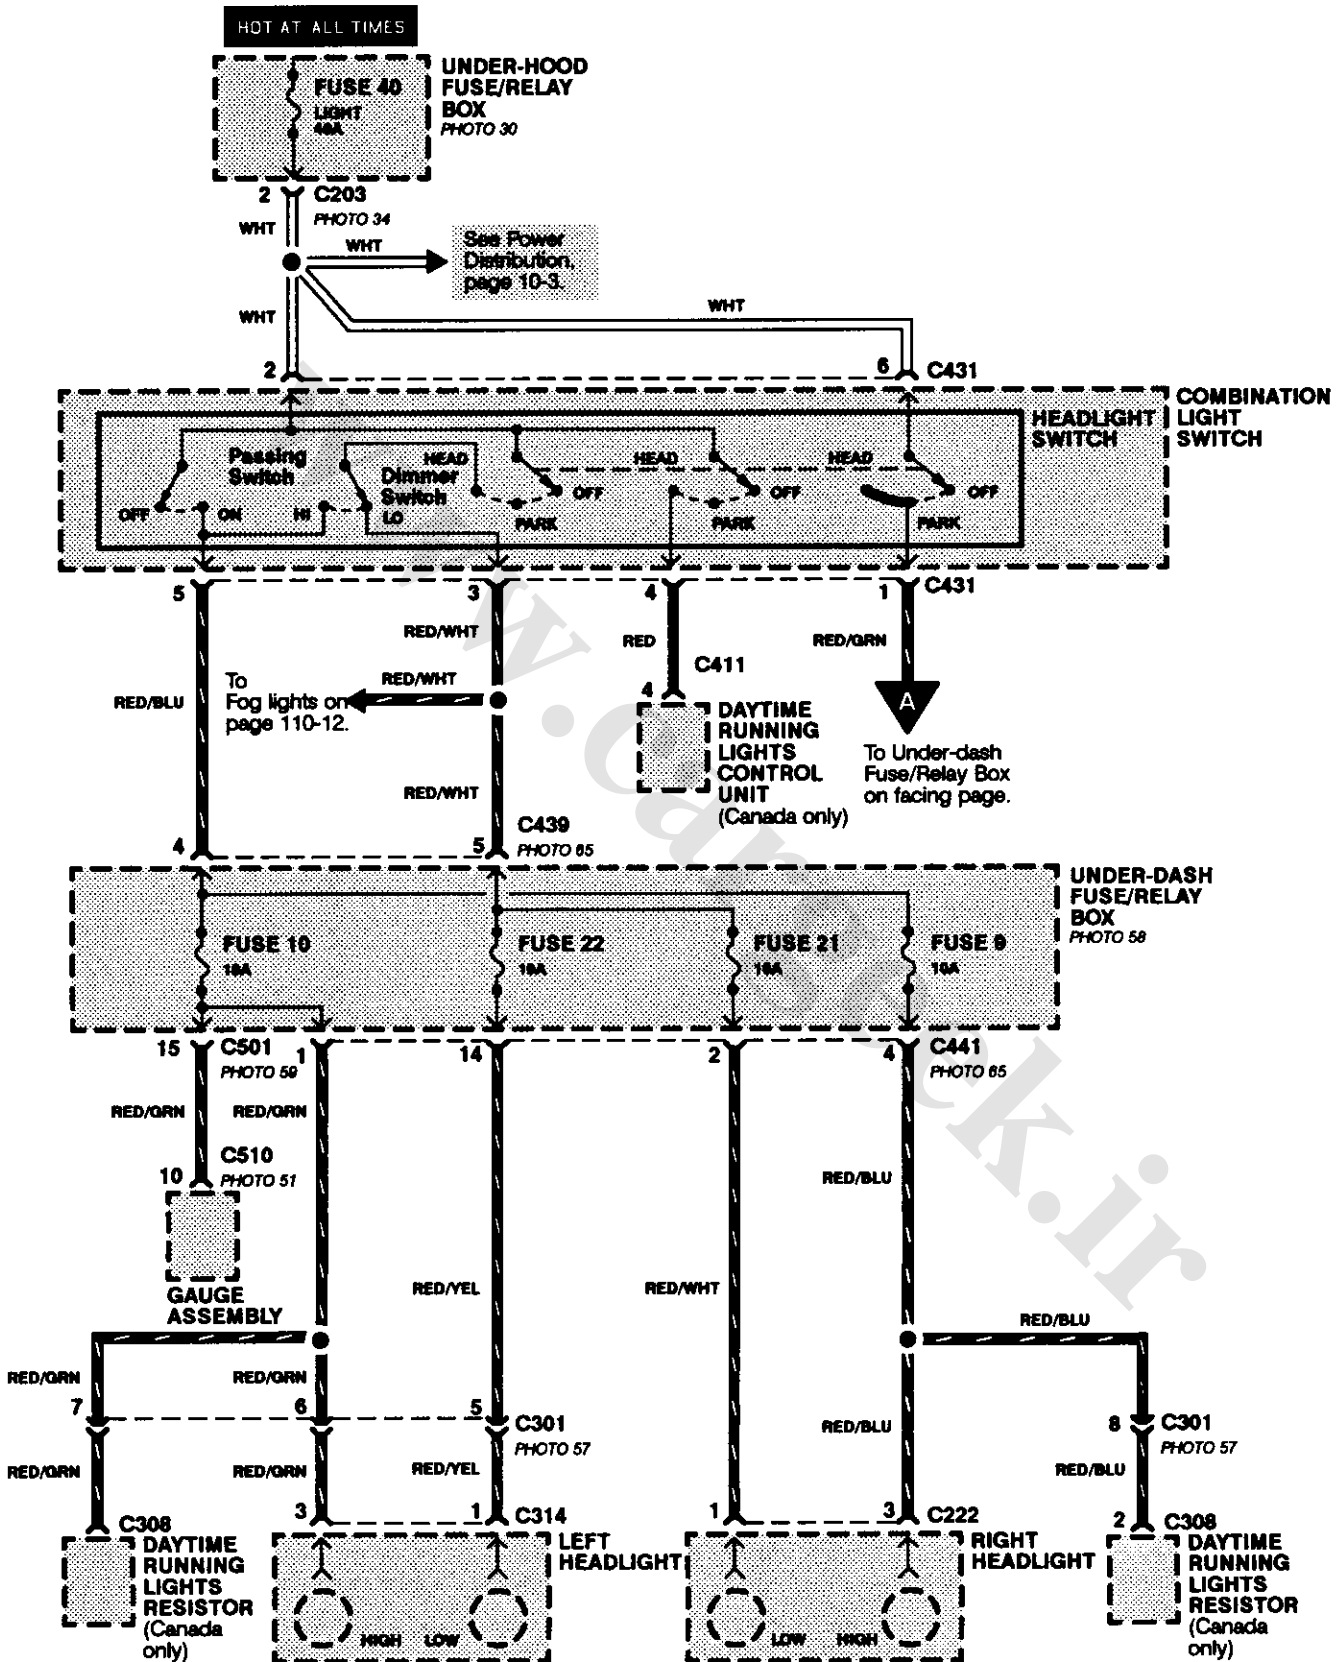 HOT AT ALL TIMES
FUSE 40
LIGHT
40A
UNDER-HOOD
FUSE/RELAY
BOX
PHOTO 30
2
C203
PHOTO 34
WHT
WHT
See Power
Distribution,
page 10-3.
WHT
WHT
2
6
C431
COMBINATION
LIGHT
SWITCH
HEADLIGHT
SWITCH
Passing
Switch
Dimmer
Switch
HEAD
HEAD
HEAD
OFF
ON
HI
LO
OFF
PARK
OFF
PARK
OFF
PARK
5
3
4
1
C431
RED/WHT
RED
RED/GRN
RED/BLU
To
Fog lights on
page 110-12.
RED/WHT
C411
4
A
DAYTIME
RUNNING
LIGHTS
CONTROL
UNIT
(Canada only)
To Under-dash
Fuse/Relay Box
on facing page.
RED/WHT
4
5
C439
PHOTO 65
UNDER-DASH
FUSE/RELAY
BOX
PHOTO 58
FUSE 10
10A
FUSE 22
10A
FUSE 21
10A
FUSE 9
10A
15
C501
PHOTO 59
1
14
2
4
C441
PHOTO 65
RED/GRN
RED/GRN
C510
PHOTO 51
10
RED/BLU
GAUGE
ASSEMBLY
RED/YEL
RED/WHT
RED/BLU
RED/GRN
RED/GRN
7
6
5
C301
PHOTO 57
RED/BLU
8
C301
PHOTO 57
RED/GRN
RED/GRN
RED/YEL
RED/BLU
C308
3
1
C314
1
3
C222
2
C308
DAYTIME
RUNNING
LIGHTS
RESISTOR
(Canada
only)
LEFT
HEADLIGHT
RIGHT
HEADLIGHT
DAYTIME
RUNNING
LIGHTS
RESISTOR
(Canada
only)
HIGH
LOW
LOW
HIGH